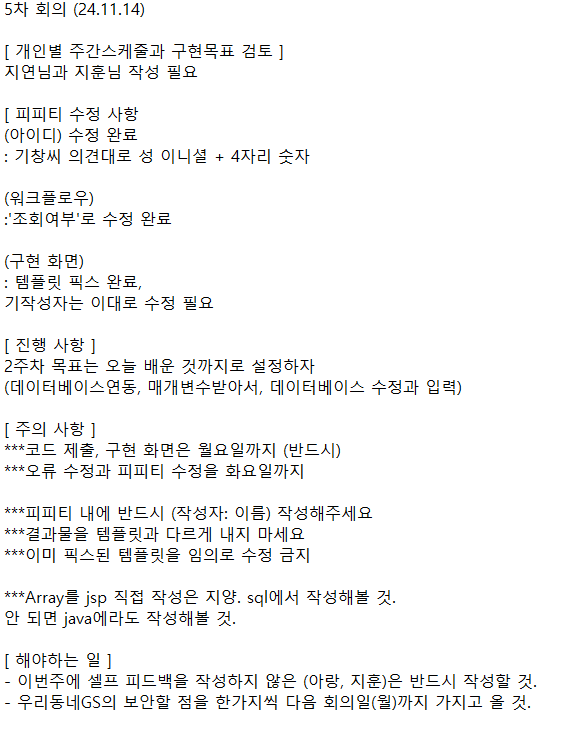 5차 회의 (24.11.14)
[ 개인별 주간스케줄과 구현목표 검토 ]
지연님과 지훈님 작성 필요
[ 피피티 수정 사항
(아이디) 수정 완료
: 기창씨 의견대로 성 이니셜 + 4자리 숫자
(워크플로우)
:'조회여부'로 수정 완료
(구현 화면)
: 템플릿 픽스 완료,
기작성자는 이대로 수정 필요
[ 진행 사항 ]
2주차 목표는 오늘 배운 것까지로 설정하자
(데이터베이스연동, 매개변수받아서, 데이터베이스 수정과 입력)
[ 주의 사항 ]
***코드 제출, 구현 화면은 월요일까지 (반드시)
***오류 수정과 피피티 수정을 화요일까지
***피피티 내에 반드시 (작성자: 이름) 작성해주세요
***결과물을 템플릿과 다르게 내지 마세요
***이미 픽스된 템플릿을 임의로 수정 금지
***Array를 jsp 직접 작성은 지양. sql에서 작성해볼 것.
안 되면 java에라도 작성해볼 것.
[ 해야하는 일 ]
- 이번주에 셀프 피드백을 작성하지 않은 (아랑, 지훈)은 반드시 작성할 것.
- 우리동네GS의 보안할 점을 한가지씩 다음 회의일(월)까지 가지고 올 것.